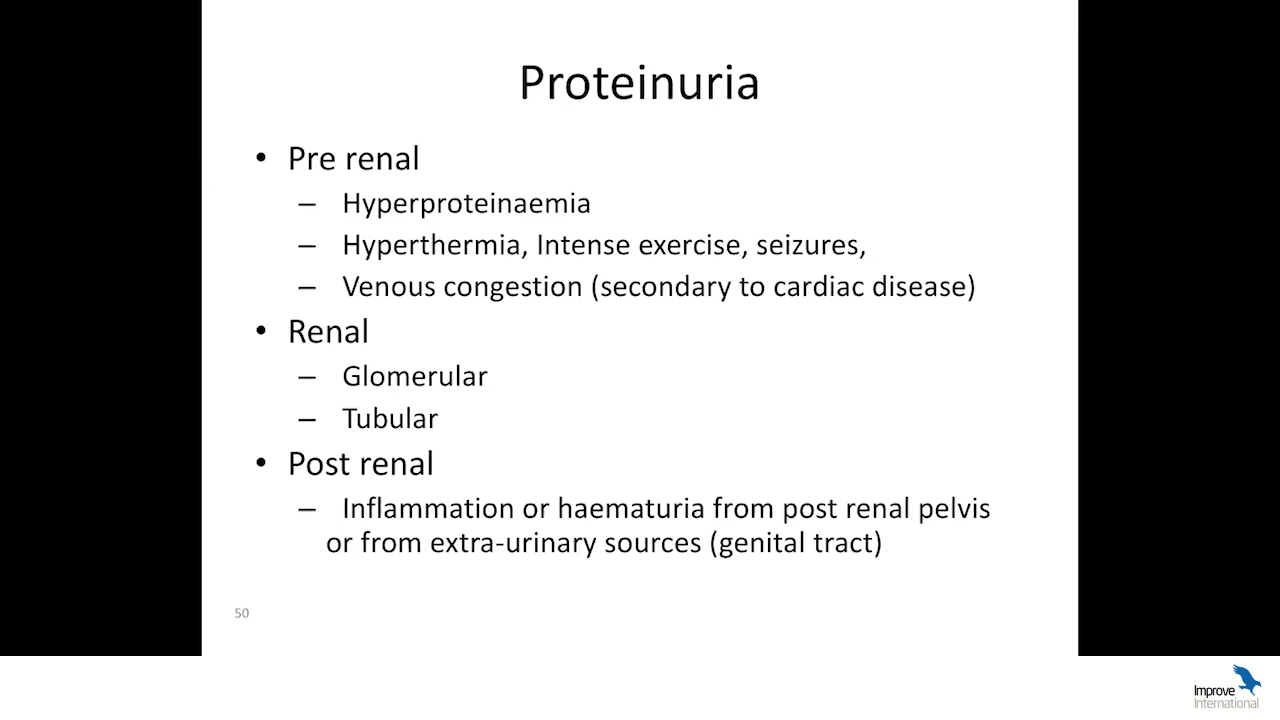 Proteinuria
• Pre renal
– Hyperproteinaemia
– Hyperthermia, Intense exercise, seizures,
– Venous congestion (secondary to cardiac disease)
• Renal
– Glomerular
– Tubular
• Post renal
– Inflammation or haematuria from post renal pelvis
or from extra-urinary sources (genital tract)
50
Improve
International